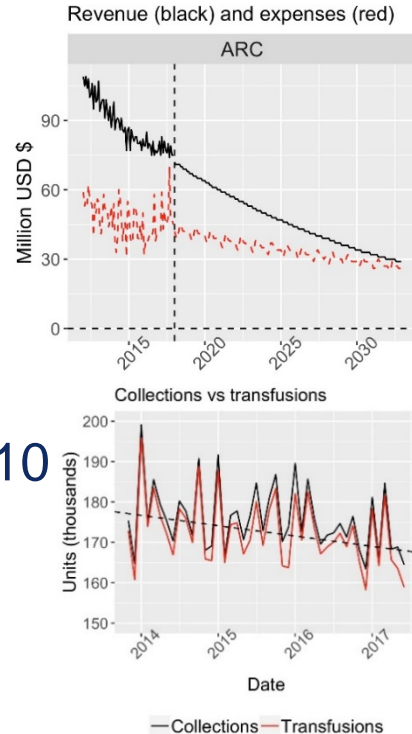 Revenue (black) and expenses (red)
ARC
Million USD $
90
60
30
0
2015
2020
2025
2030
10
Collections vs transfusions
Units (thousands)
200
190
180
170
160
150
2014
2015
2016
2017
Date
Collections Transfusions